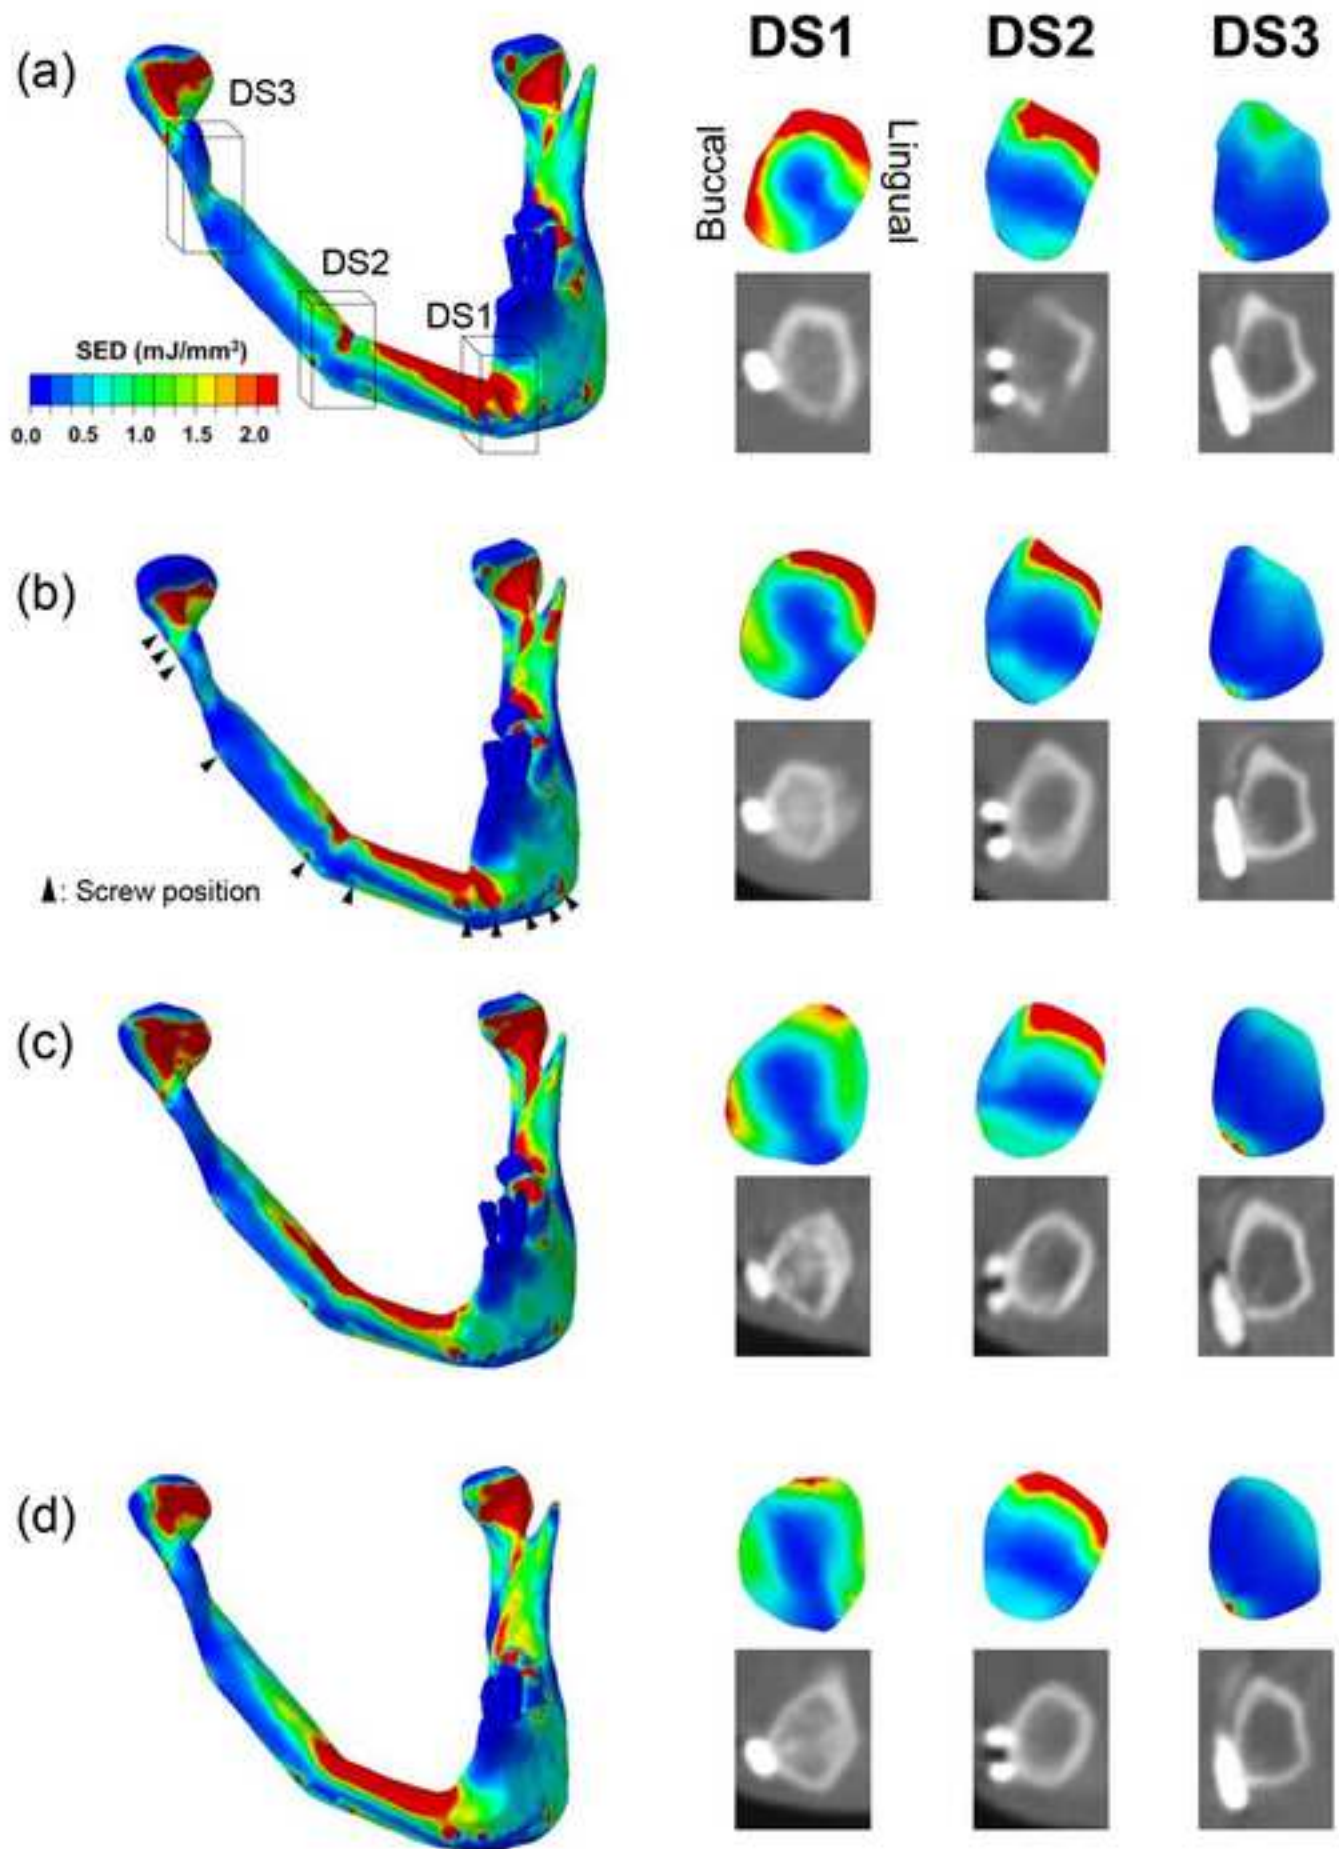 DS1 DS2 DS3
(a)
DS3
Buccal
Lingual
DS2
DS1
SED (mJ/mm³)
0.0 0.5 1.0 1.5 2.0
(b)
: Screw position
(c)
(d)